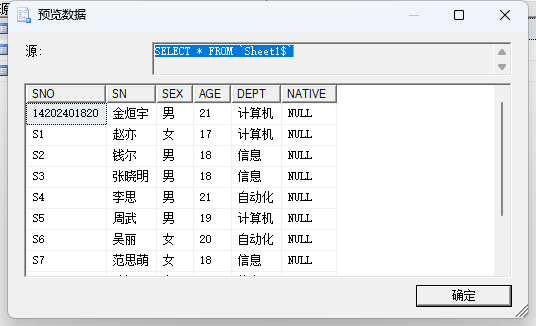 预览数据
源:
SELECT * FROM `Sheet1$`
SNO SN SEX AGE DEPT NATIVE
14202401820 金烜宇 男 21 计算机 NULL
S1 赵亦 女 17 计算机 NULL
S2 钱尔 男 18 信息 NULL
S3 张晓明 男 18 信息 NULL
S4 李思 男 21 自动化 NULL
S5 周武 男 19 计算机 NULL
S6 吴丽 女 20 自动化 NULL
S7 范思萌 女 18 信息 NULL
确定